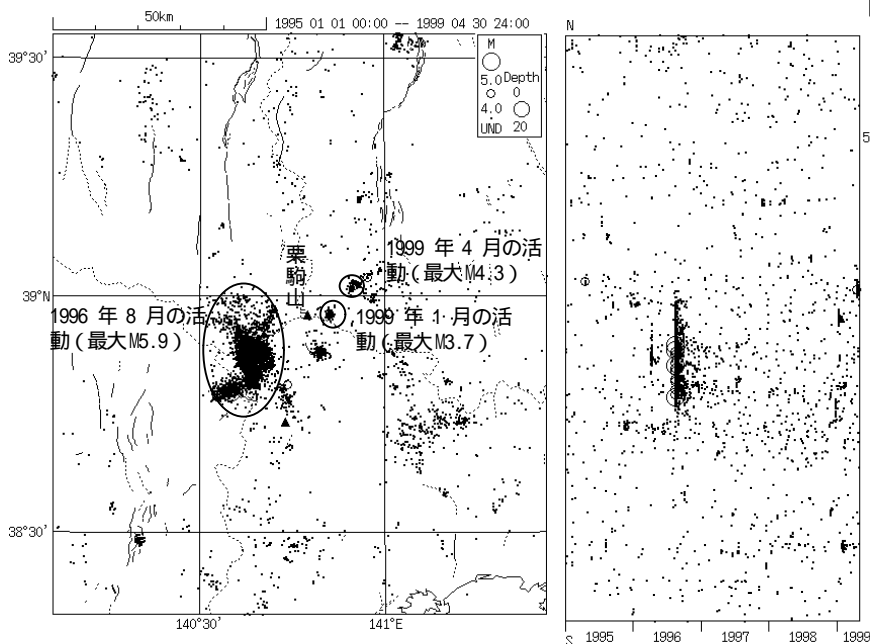 50km
1995 01 01 00:00 -- 1999 04 30 24:00
N
39°30′
M
5.0 Depth
0
4.0
UND 20
5
1999 年 4 月の活
動（最大M4.3）
栗駒山
39°N
1996 年 8 月の活
動（最大M5.9）
1999 年 1 月の活
動（最大M3.7）
38°30′
140°30′
141°E
S
1995 1996 1997 1998 1999